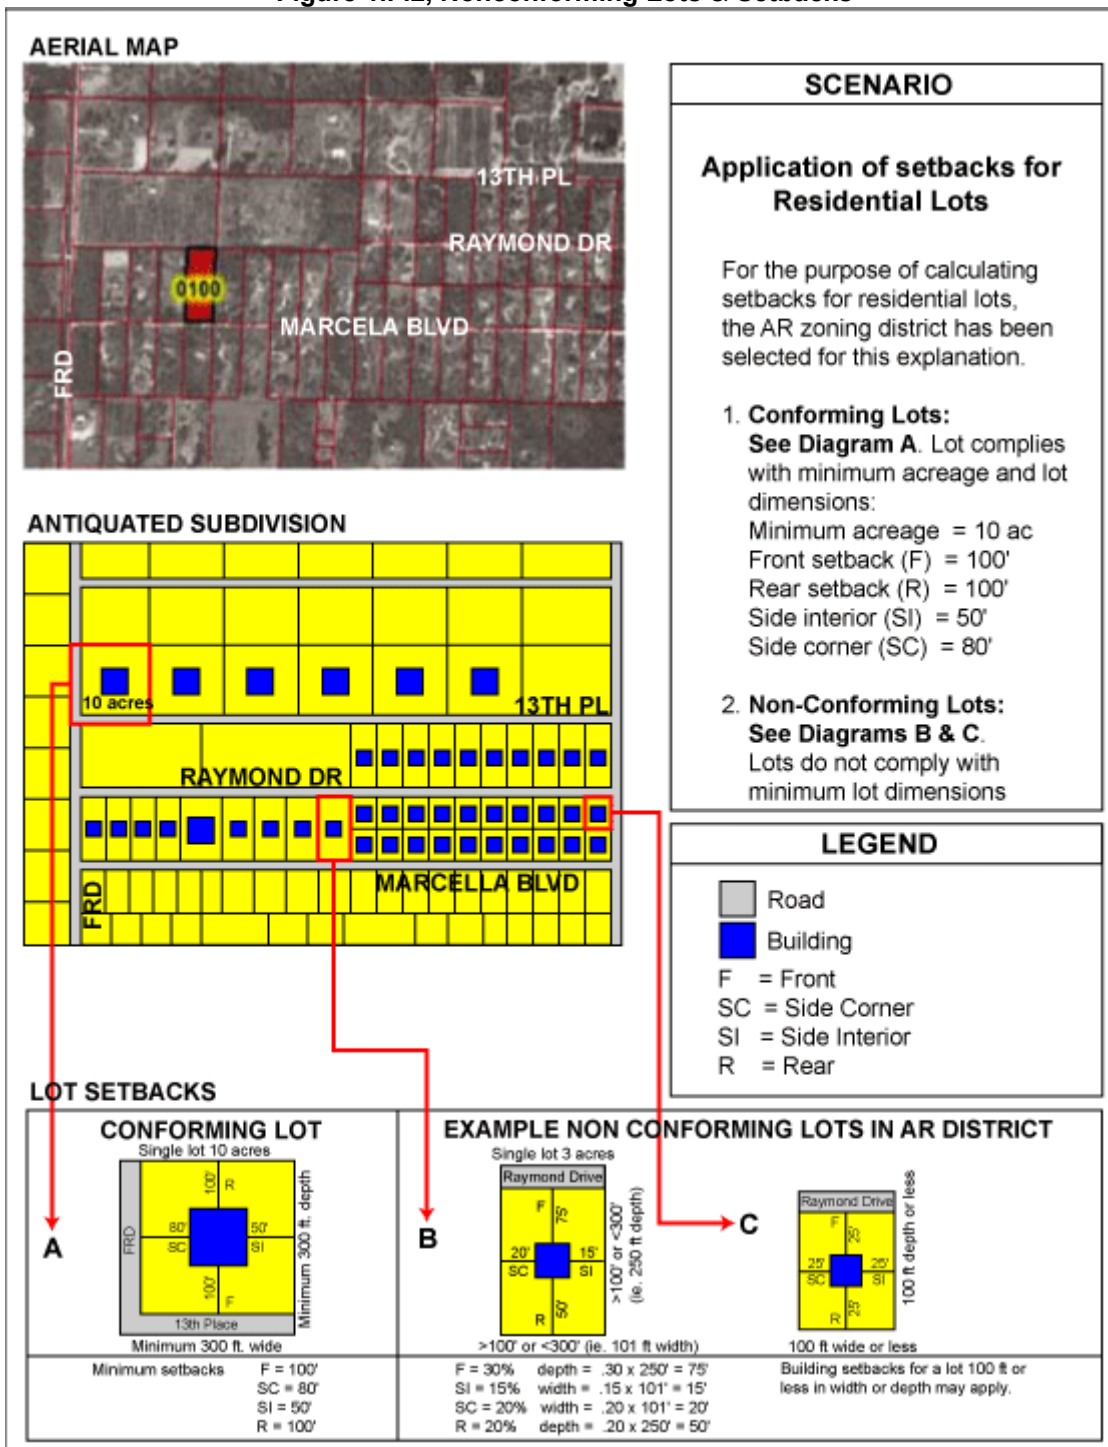 Figure 1.F.2, Nonconforming Lots & Setbacks
AERIAL MAP
13TH PL
RAYMOND DR
0100
MARCELA BLVD
FRD
SCENARIO
Application of setbacks for
Residential Lots
For the purpose of calculating
setbacks for residential lots,
the AR zoning district has been
selected for this explanation.
1. Conforming Lots:
See Diagram A. Lot complies
with minimum acreage and lot
dimensions:
Minimum acreage = 10 ac
Front setback (F) = 100'
Rear setback (R) = 100'
Side interior (SI) = 50'
Side corner (SC) = 80'
2. Non-Conforming Lots:
See Diagrams B & C.
Lots do not comply with
minimum lot dimensions
ANTIQUATED SUBDIVISION
10 acres
13TH PL
RAYMOND DR
MARCELLA BLVD
FRD
LEGEND
Road
Building
F = Front
SC = Side Corner
SI = Side Interior
R = Rear
LOT SETBACKS
CONFORMING LOT
Single lot 10 acres
A
FRD
100'
R
80'
SC
50'
SI
100'
F
13th Place
Minimum 300 ft. depth
Minimum 300 ft. wide
Minimum setbacks F = 100'
SC = 80'
SI = 50'
R = 100'
EXAMPLE NON CONFORMING LOTS IN AR DISTRICT
Single lot 3 acres
B
Raymond Drive
F
75'
20'
SC
15'
SI
R
50'
>100' or <300'
(ie. 250 ft depth)
>100' or <300' (ie. 101 ft width)
F = 30% depth = .30 x 250' = 75'
SI = 15% width = .15 x 101' = 15'
SC = 20% width = .20 x 101' = 20'
R = 20% depth = .20 x 250' = 50'
C
Raymond Drive
F
25'
25'
SC
25'
SI
R
25'
100 ft depth or less
100 ft wide or less
Building setbacks for a lot 100 ft or
less in width or depth may apply.